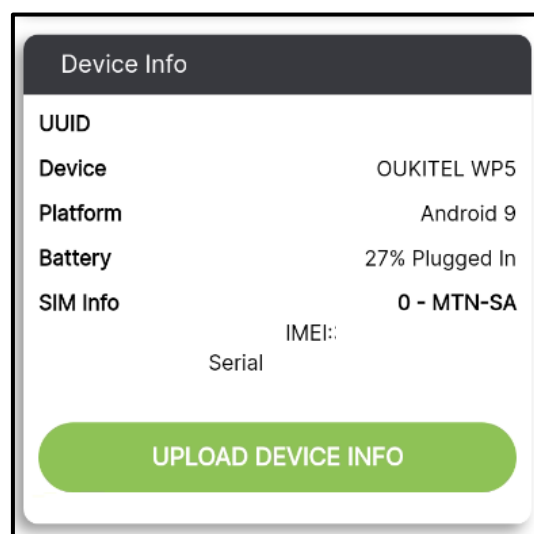 Device Info
UUID
Device OUKITEL WP5
Platform Android 9
Battery 27% Plugged In
SIM Info 0 - MTN-SA
IMEI:
Serial
UPLOAD DEVICE INFO